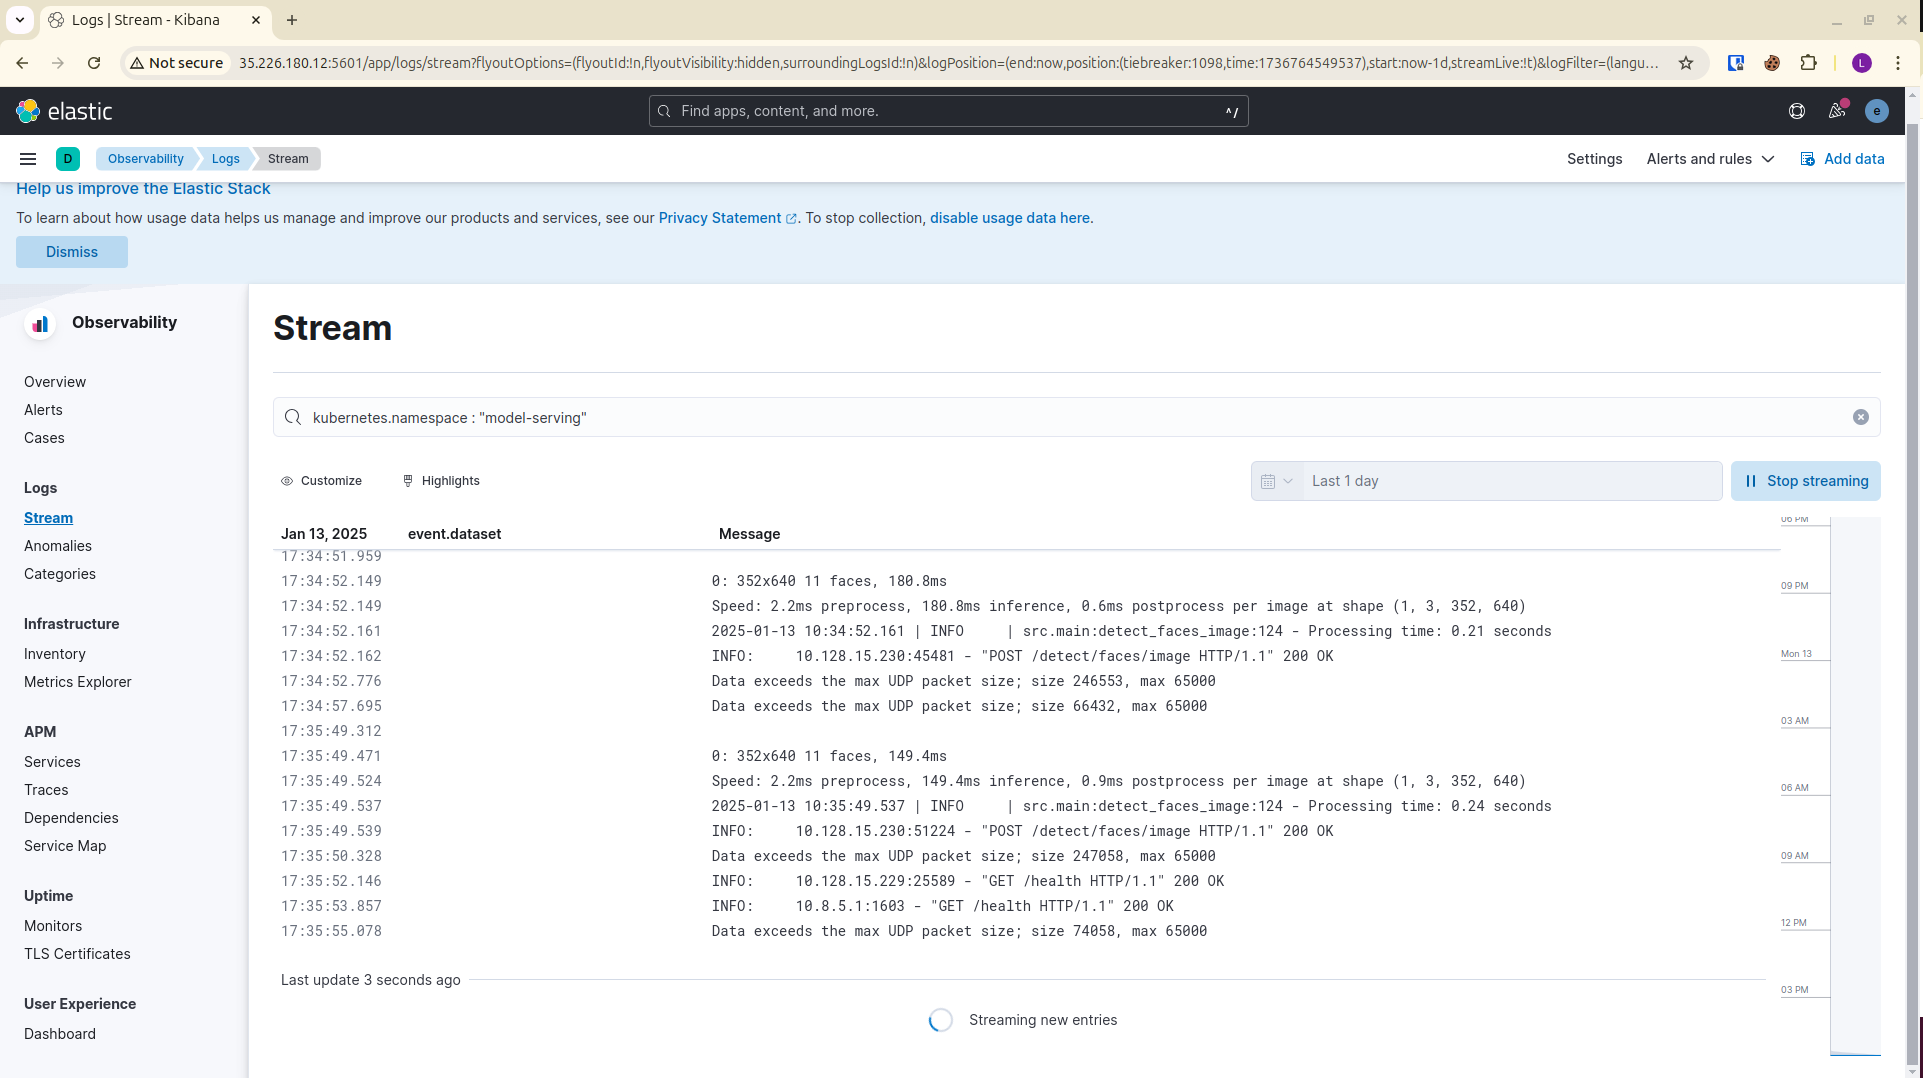 Logs | Stream - Kibana
Not secure
35.226.180.12:5601/app/logs/stream?flyoutOptions=(flyoutId:!n,flyoutVisibility:hidden,surroundingLogsId:!n)&logPosition=(end:now,position:(tiebreaker:1098,time:1736764549537),start:now-1d,streamLive:!t)&logFilter=(langu...
L
elastic
Find apps, content, and more.
^/
e
D
Observability
Logs
Stream
Settings
Alerts and rules
Add data
Help us improve the Elastic Stack
To learn about how usage data helps us manage and improve our products and services, see our Privacy Statement. To stop collection, disable usage data here.
Dismiss
Observability
Overview
Alerts
Cases
Logs
Stream
Anomalies
Categories
Infrastructure
Inventory
Metrics Explorer
APM
Services
Traces
Dependencies
Service Map
Uptime
Monitors
TLS Certificates
User Experience
Dashboard
Stream
kubernetes.namespace : "model-serving"
Customize
Highlights
Last 1 day
Stop streaming
Jan 13, 2025 event.dataset Message
17:34:51.959
17:34:52.149 0: 352x640 11 faces, 180.8ms
17:34:52.149 Speed: 2.2ms preprocess, 180.8ms inference, 0.6ms postprocess per image at shape (1, 3, 352, 640)
17:34:52.161 2025-01-13 10:34:52.161 | INFO     | src.main:detect_faces_image:124 - Processing time: 0.21 seconds
17:34:52.162 INFO:     10.128.15.230:45481 - "POST /detect/faces/image HTTP/1.1" 200 OK
17:34:52.776 Data exceeds the max UDP packet size; size 246553, max 65000
17:34:57.695 Data exceeds the max UDP packet size; size 66432, max 65000
17:35:49.312
17:35:49.471 0: 352x640 11 faces, 149.4ms
17:35:49.524 Speed: 2.2ms preprocess, 149.4ms inference, 0.9ms postprocess per image at shape (1, 3, 352, 640)
17:35:49.537 2025-01-13 10:35:49.537 | INFO     | src.main:detect_faces_image:124 - Processing time: 0.24 seconds
17:35:49.539 INFO:     10.128.15.230:51224 - "POST /detect/faces/image HTTP/1.1" 200 OK
17:35:50.328 Data exceeds the max UDP packet size; size 247058, max 65000
17:35:52.146 INFO:     10.128.15.229:25589 - "GET /health HTTP/1.1" 200 OK
17:35:53.857 INFO:     10.8.5.1:1603 - "GET /health HTTP/1.1" 200 OK
17:35:55.078 Data exceeds the max UDP packet size; size 74058, max 65000
Last update 3 seconds ago
Streaming new entries
06 PM
09 PM
Mon 13
03 AM
06 AM
09 AM
12 PM
03 PM